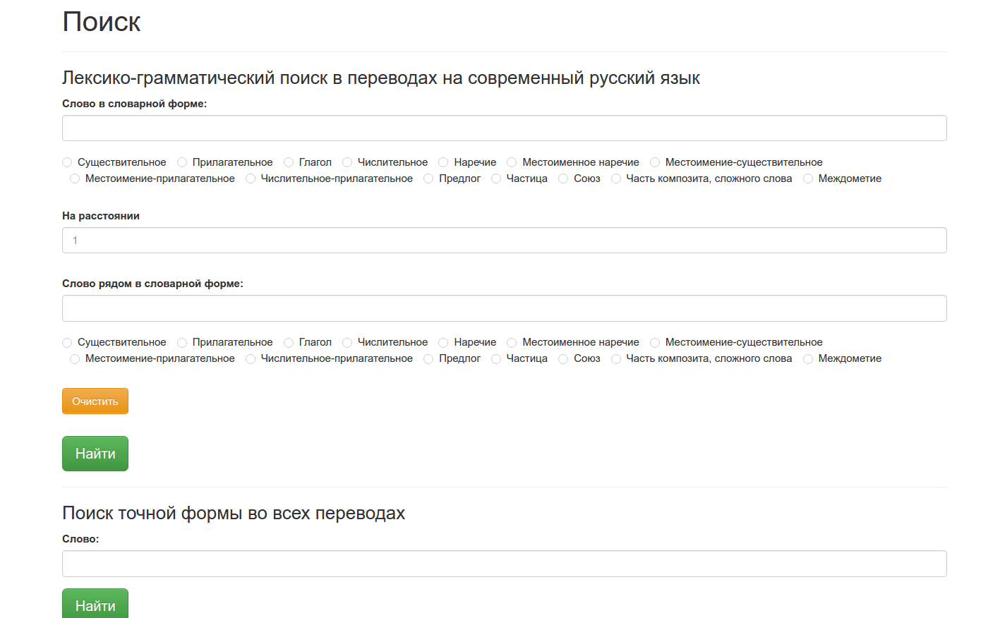 Поиск
Лексико-грамматический поиск в переводах на современный русский язык
Слово в словарной форме:
Существительное Прилагательное Глагол Числительное Наречие Местоименное наречие Местоимение-существительное
Местоимение-прилагательное Числительное-прилагательное Предлог Частица Союз Часть композита, сложного слова Междометие
На расстоянии
1
Слово рядом в словарной форме:
Существительное Прилагательное Глагол Числительное Наречие Местоименное наречие Местоимение-существительное
Местоимение-прилагательное Числительное-прилагательное Предлог Частица Союз Часть композита, сложного слова Междометие
Очистить
Найти
Поиск точной формы во всех переводах
Слово:
Найти